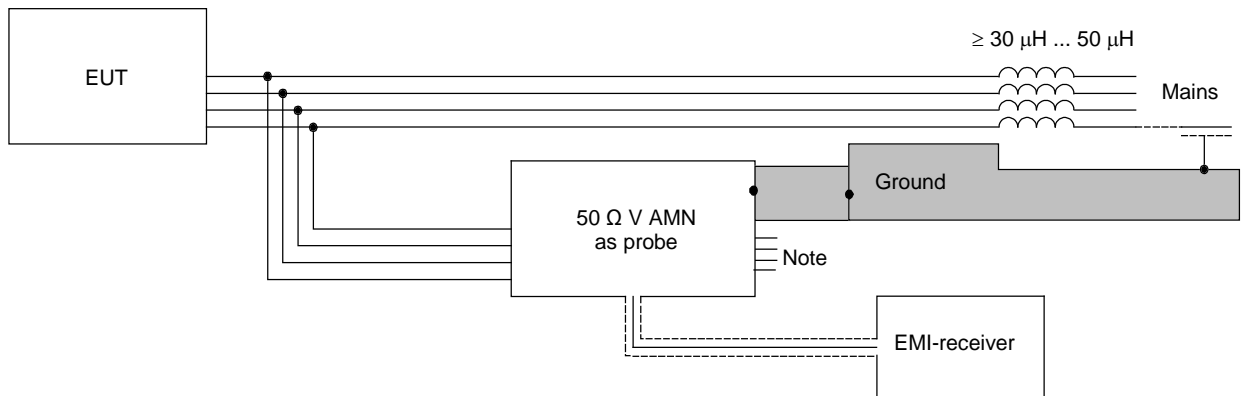 ≥ 30 μH ... 50 μH
EUT
Mains
Ground
50 Ω V AMN
as probe
Note
EMI-receiver